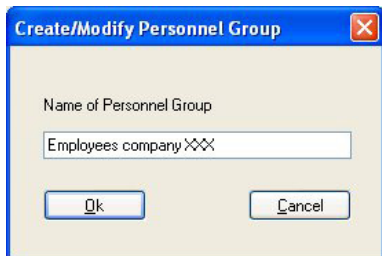 Create/Modify Personnel Group
Name of Personnel Group
Employees company XXX
Ok
Cancel